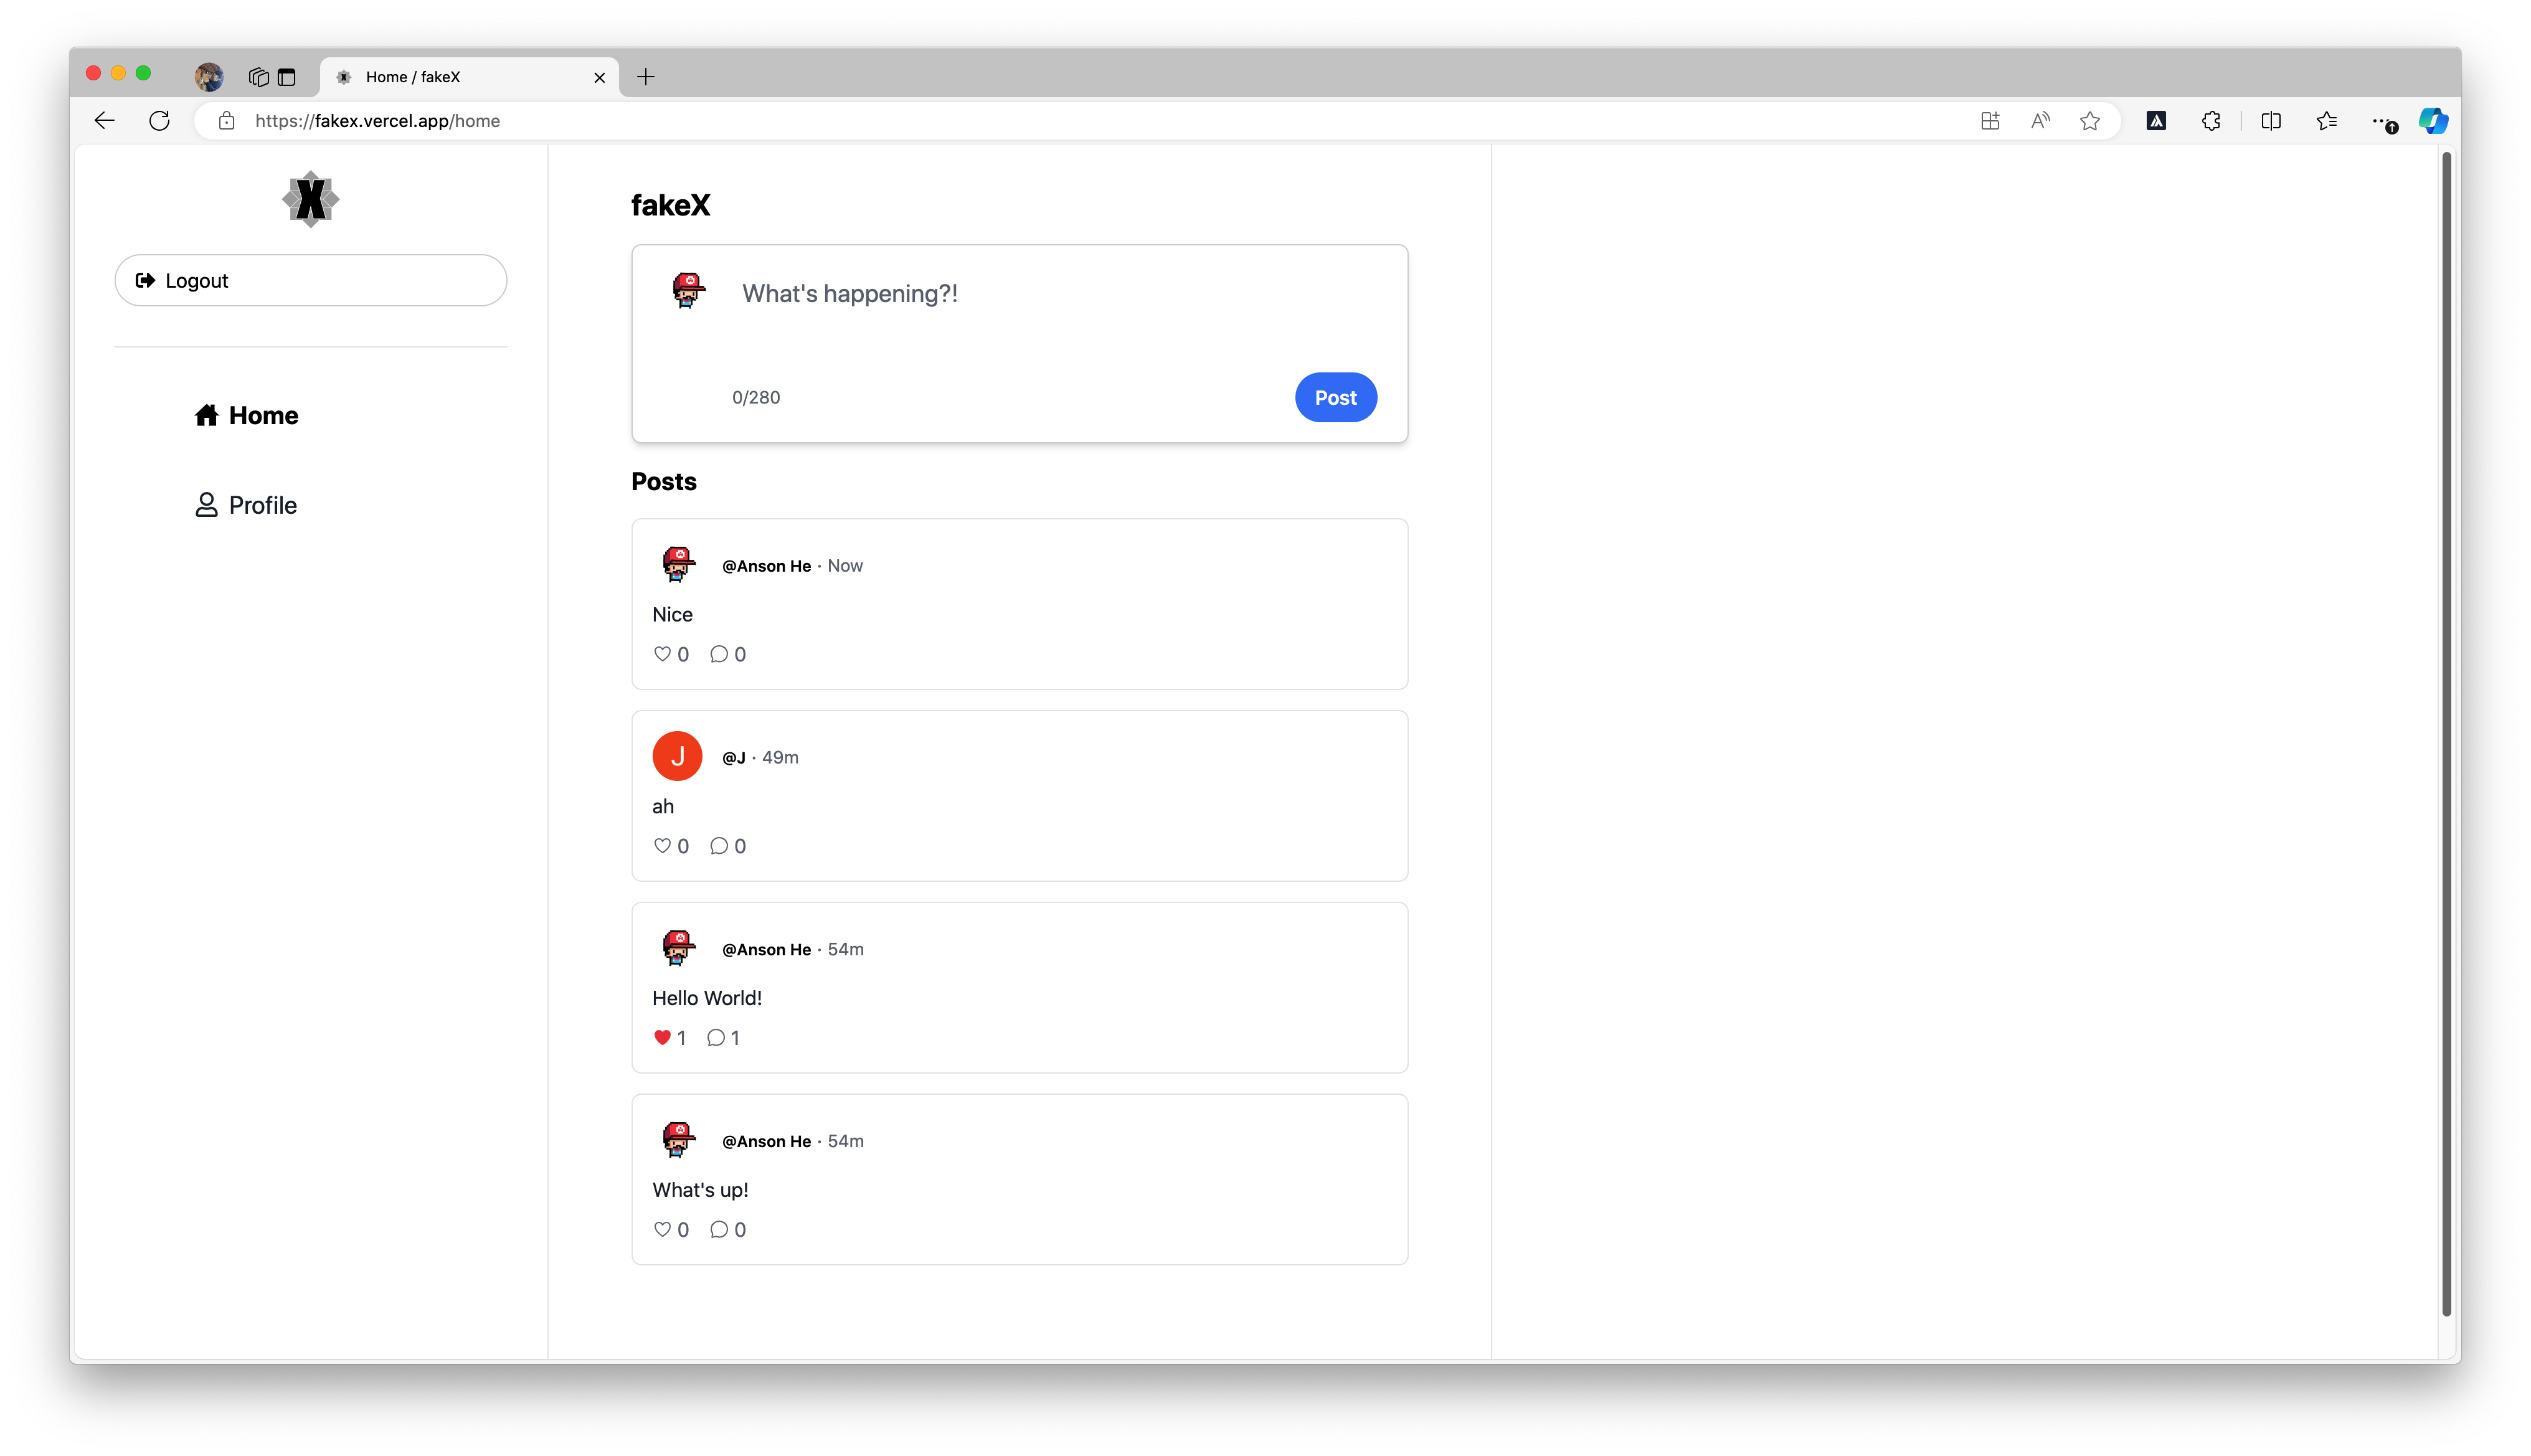 Home / fakeX
https://fakex.vercel.app/home
X
Logout
Home
Profile
fakeX
What's happening?!
0/280
Post
Posts
@Anson He · Now
Nice
0 0
J
@J · 49m
ah
0 0
@Anson He · 54m
Hello World!
1 1
@Anson He · 54m
What's up!
0 0